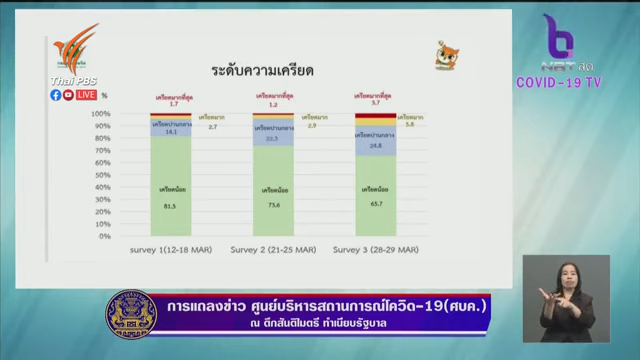 Thai PBS
LIVE
NBT สด
COVID-19 TV
ระดับความเครียด
%
เครียดมากที่สุด
1.7
เครียดมากที่สุด
1.2
เครียดมากที่สุด
3.7
100%
90%
80%
70%
60%
50%
40%
30%
20%
10%
0%
เครียดมาก
2.7
เครียดมาก
2.9
เครียดมาก
5.8
เครียดปานกลาง
14.1
เครียดปานกลาง
22.3
เครียดปานกลาง
24.8
เครียดน้อย
81.5
เครียดน้อย
73.6
เครียดน้อย
65.7
survey 1(12-18 MAR)
Survey 2 (21-25 MAR)
Survey 3 (28-29 MAR)
การแถลงข่าว ศูนย์บริหารสถานการณ์โควิด-19(ศบค.)
ณ ตึกสันติไมตรี ทำเนียบรัฐบาล